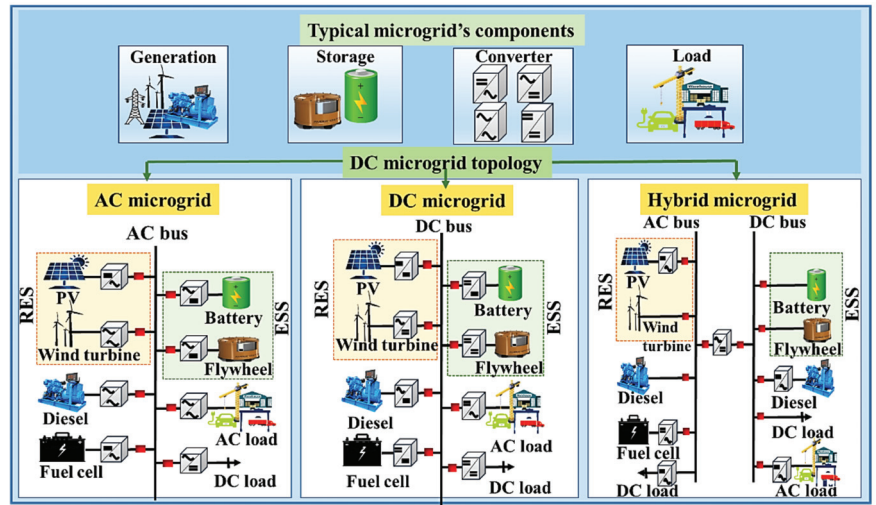 Typical microgrid's components
Generation
Storage
Converter
Load
DC microgrid topology
AC microgrid
AC bus
RES
PV
Wind turbine
Diesel
Fuel cell
ESS
Battery
Flywheel
AC load
DC load
DC microgrid
DC bus
RES
PV
Wind turbine
Diesel
Fuel cell
ESS
Battery
Flywheel
AC load
DC load
Hybrid microgrid
AC bus
DC bus
RES
PV
Wind
turbine
Diesel
Fuel cell
DC load
ESS
Battery
Flywheel
Diesel
DC load
AC load